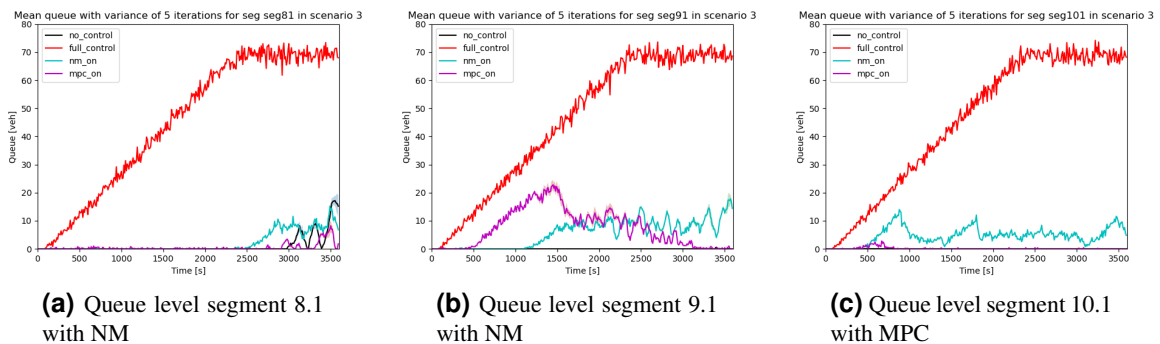 Mean queue with variance of 5 iterations for seg seg81 in scenario 3
80
70
60
50
40
30
20
10
0
Queue [veh]
no_control
full_control
nm_on
mpc_on
0 500 1000 1500 2000 2500 3000 3500
Time [s]
(a) Queue level segment 8.1
with NM
Mean queue with variance of 5 iterations for seg seg91 in scenario 3
80
70
60
50
40
30
20
10
0
Queue [veh]
no_control
full_control
nm_on
mpc_on
0 500 1000 1500 2000 2500 3000 3500
Time [s]
(b) Queue level segment 9.1
with NM
Mean queue with variance of 5 iterations for seg seg101 in scenario 3
80
70
60
50
40
30
20
10
0
Queue [veh]
no_control
full_control
nm_on
mpc_on
0 500 1000 1500 2000 2500 3000 3500
Time [s]
(c) Queue level segment 10.1
with MPC